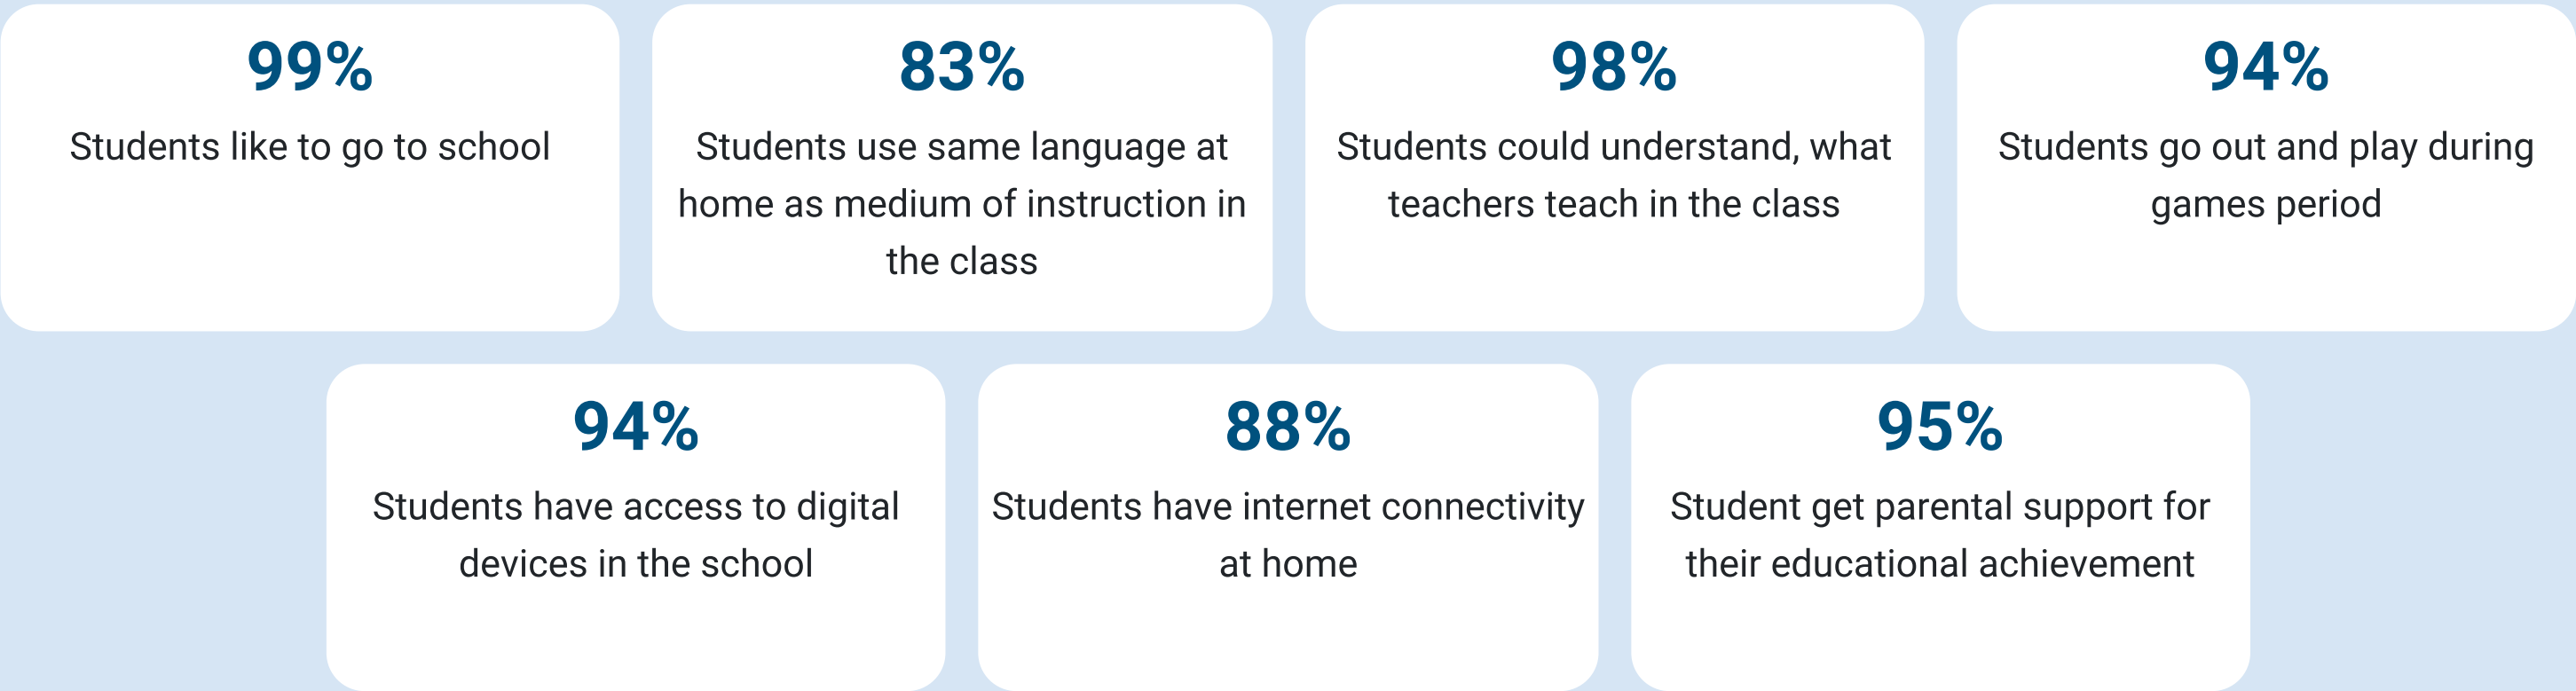 99%
Students like to go to school
83%
Students use same language at
home as medium of instruction in
the class
98%
Students could understand, what
teachers teach in the class
94%
Students go out and play during
games period
94%
Students have access to digital
devices in the school
88%
Students have internet connectivity
at home
95%
Student get parental support for
their educational achievement